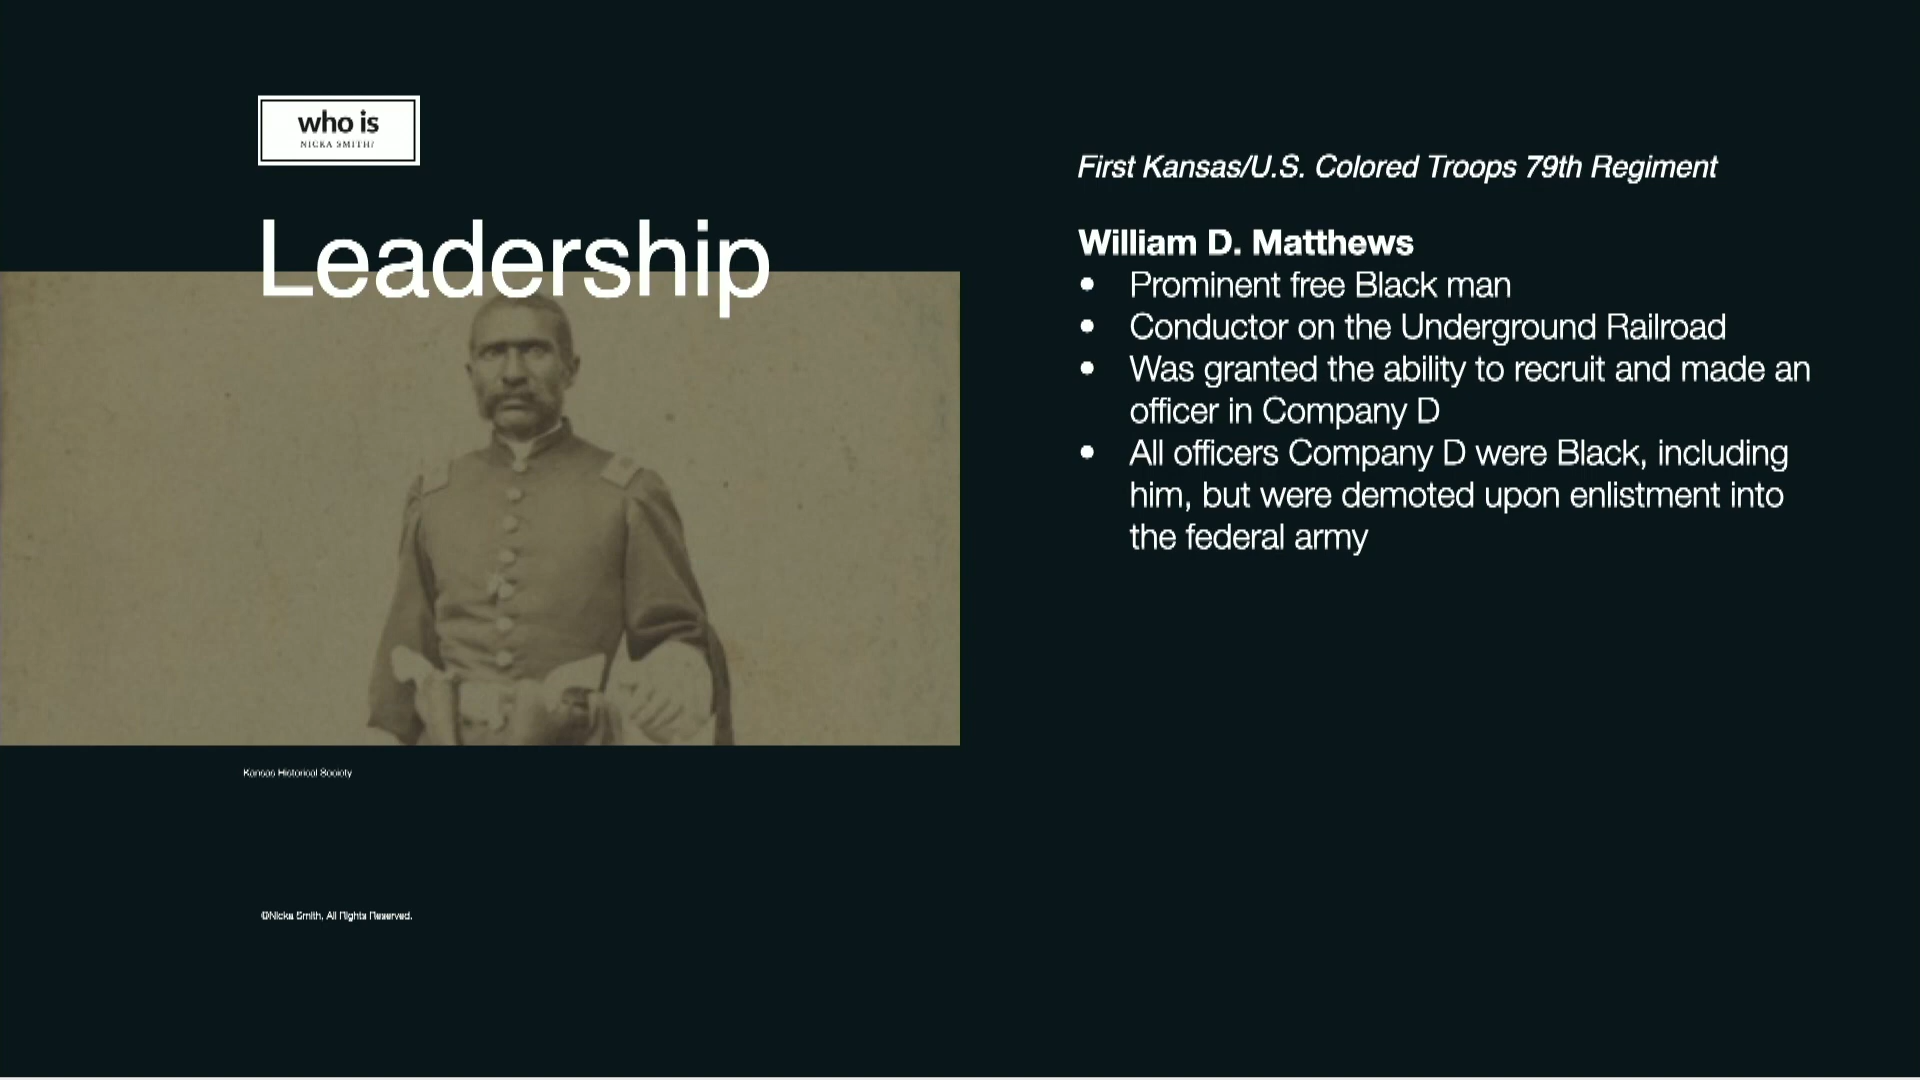 who is
NICKA SMITH?
Leadership
Kansas Historical Society
©Nicka Smith, All Rights Reserved.
First Kansas/U.S. Colored Troops 79th Regiment
William D. Matthews
• Prominent free Black man
• Conductor on the Underground Railroad
• Was granted the ability to recruit and made an
officer in Company D
• All officers Company D were Black, including
him, but were demoted upon enlistment into
the federal army